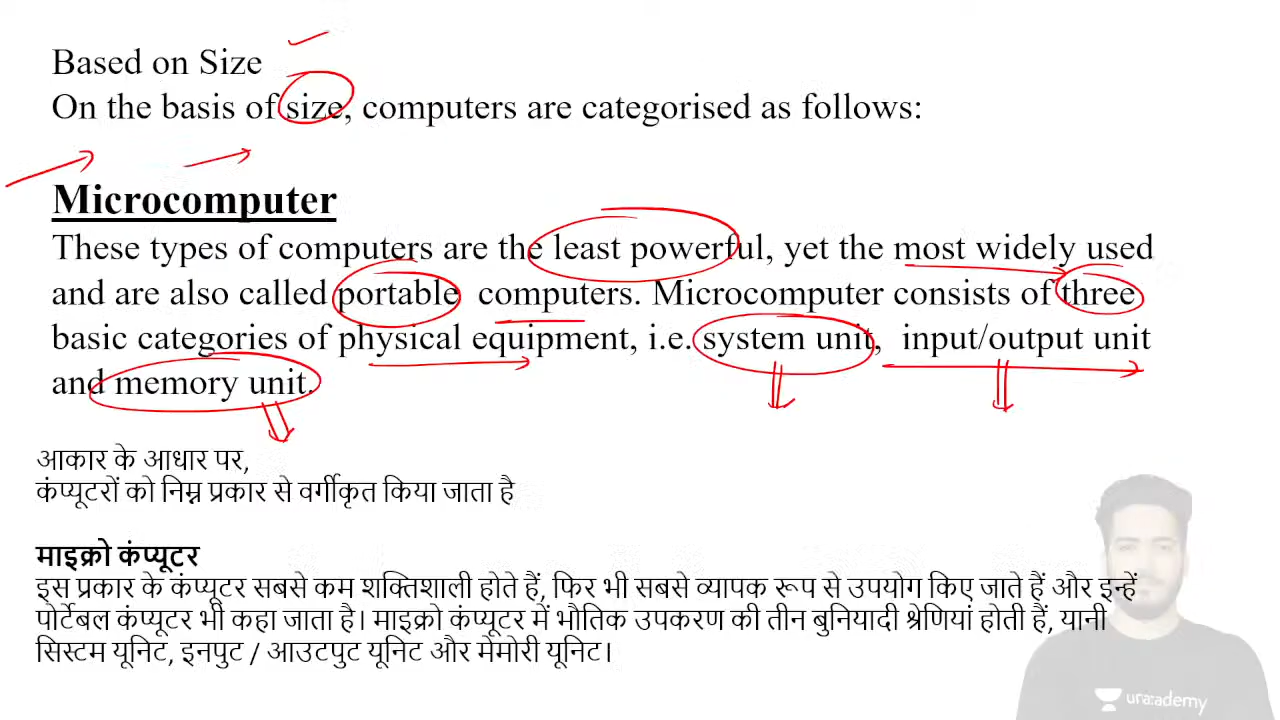 Based on Size
On the basis of size, computers are categorised as follows:
Microcomputer
These types of computers are the least powerful, yet the most widely used
and are also called portable computers. Microcomputer consists of three
basic categories of physical equipment, i.e. system unit, input/output unit
and memory unit.
आकार के आधार पर,
कंप्यूटरों को निम्न प्रकार से वर्गीकृत किया जाता है
माइक्रो कंप्यूटर
इस प्रकार के कंप्यूटर सबसे कम शक्तिशाली होते हैं, फिर भी सबसे व्यापक रूप से उपयोग किए जाते हैं और इन्हें
पोर्टेबल कंप्यूटर भी कहा जाता है। माइक्रो कंप्यूटर में भौतिक उपकरण की तीन बुनियादी श्रेणियां होती हैं, यानी
सिस्टम यूनिट, इनपुट / आउटपुट यूनिट और मेमोरी यूनिट।